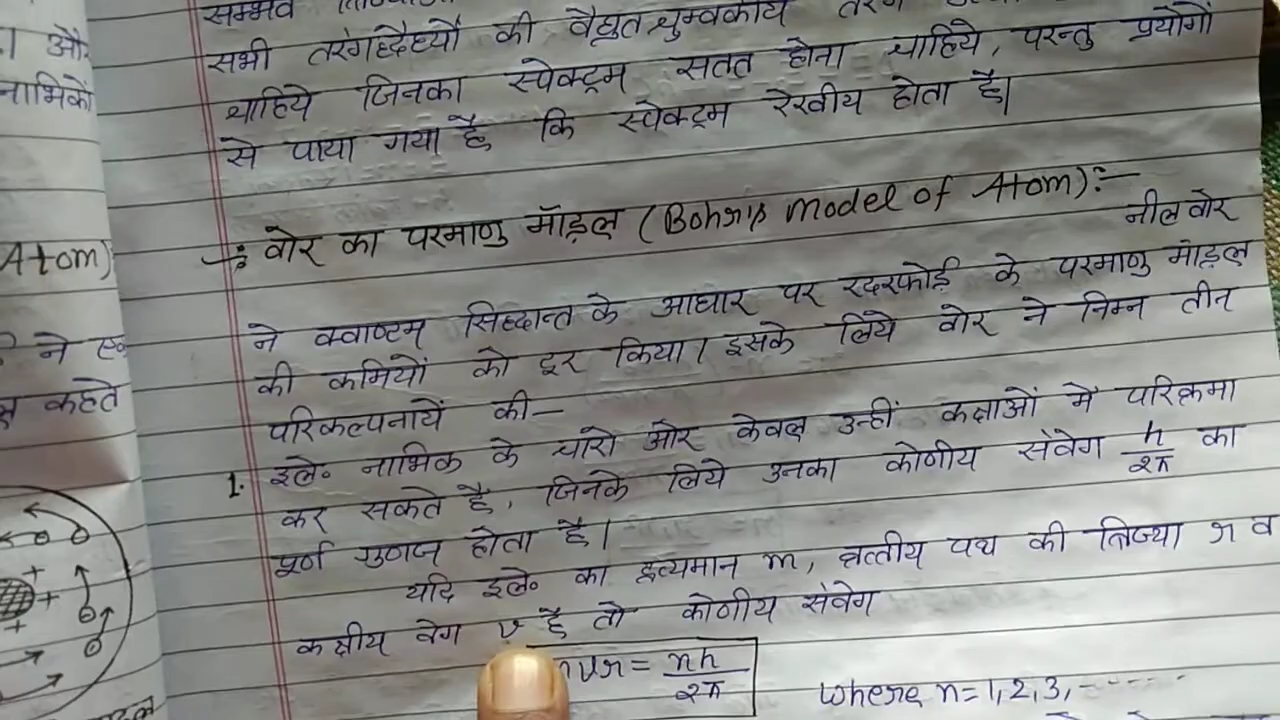 सभी तरंगद्दैर्ध्यों की वैद्युतचुम्बकीय तरंग
चाहिये जिनका स्पेक्ट्रम सतत होना चाहिये, परन्तु प्रयोगों
से पाया गया है कि स्पेक्ट्रम रेखीय होता है।
बोर का परमाणु मॉडल (Bohr's Model of Atom):—
नील बोर
ने क्वाण्टम सिद्धान्त के आधार पर रदरफोर्ड के परमाणु मॉडल
की कमियों को दूर किया। इसके लिये बोर ने निम्न तीन
परिकल्पनायें की—
1. इले० नाभिक के चारो ओर केवल उन्हीं कक्षाओं में परिक्रमा
कर सकते है, जिनके लिये उनका कोणीय संवेग h/2π का
पूर्ण गुणज होता है।
यदि इले० का द्रव्यमान m, वृत्तीय पथ की त्रिज्या r व
कक्षीय वेग v है तो कोणीय संवेग
vr = nh/2π where n=1,2,3,-----
औ
नाभिकों
Atom)
ने
कहते